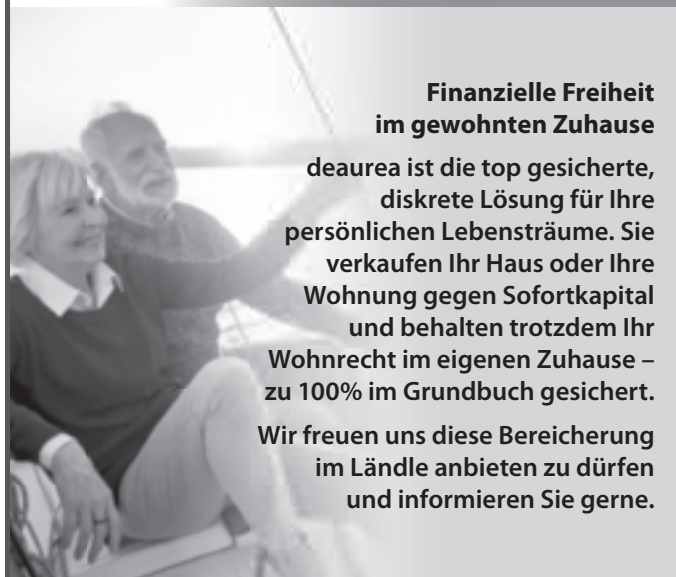 Finanzielle Freiheit
im gewohnten Zuhause
deaurea ist die top gesicherte,
diskrete Lösung für Ihre
persönlichen Lebensträume. Sie
verkaufen Ihr Haus oder Ihre
Wohnung gegen Sofortkapital
und behalten trotzdem Ihr
Wohnrecht im eigenen Zuhause –
zu 100% im Grundbuch gesichert.
Wir freuen uns diese Bereicherung
im Ländle anbieten zu dürfen
und informieren Sie gerne.